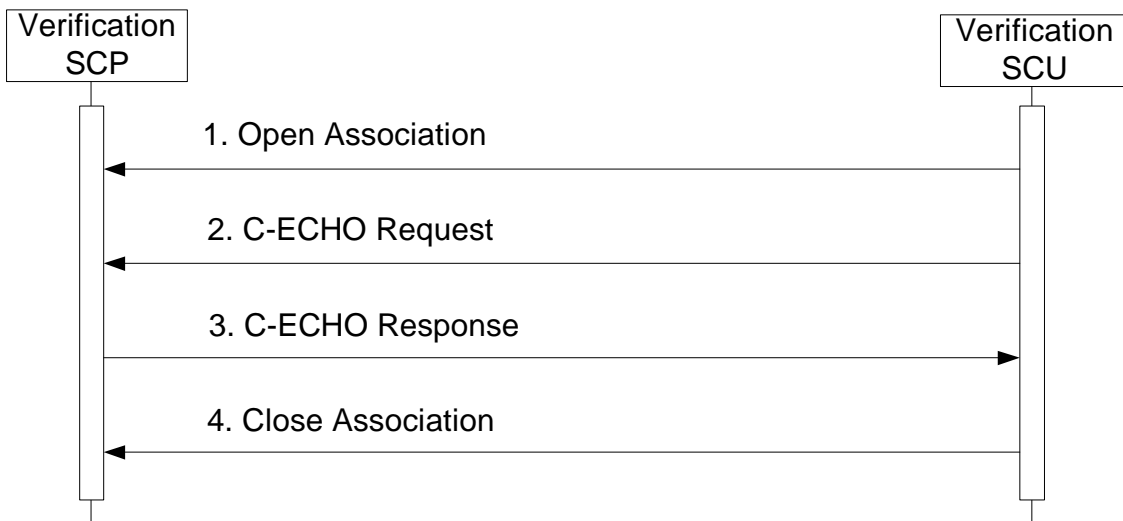 Verification
SCP
Verification
SCU
1. Open Association
2. C-ECHO Request
3. C-ECHO Response
4. Close Association